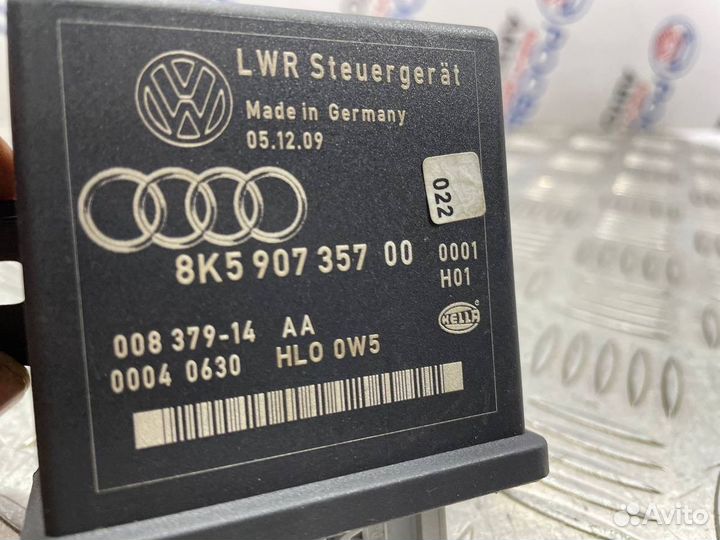 LWR Steuergerät
Made in Germany
05.12.09
022
8K5 907 357 00 0001
H01
008 379-14 AA
0004 0630 HLO 0W5
HELLA
Avito